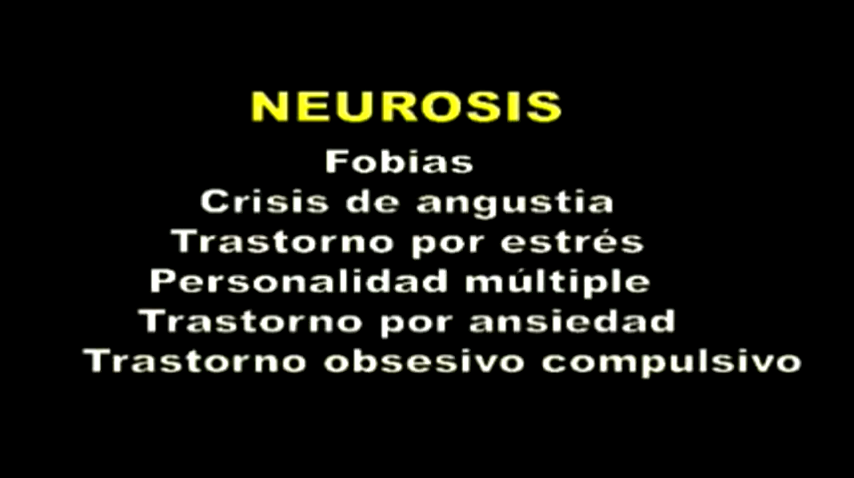 NEUROSIS
Fobias
Crisis de angustia
Trastorno por estrés
Personalidad múltiple
Trastorno por ansiedad
Trastorno obsesivo compulsivo